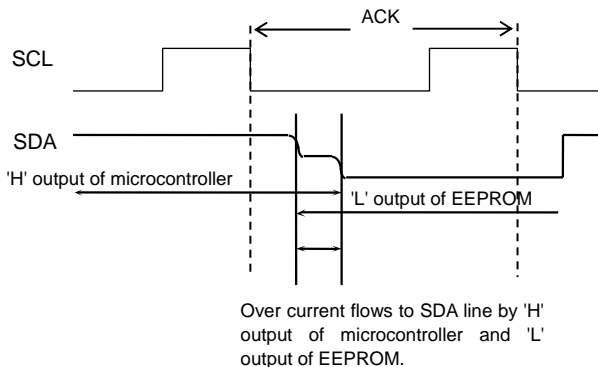 ACK
SCL
SDA
'H' output of microcontroller
'L' output of EEPROM
Over current flows to SDA line by 'H'
output of microcontroller and 'L'
output of EEPROM.